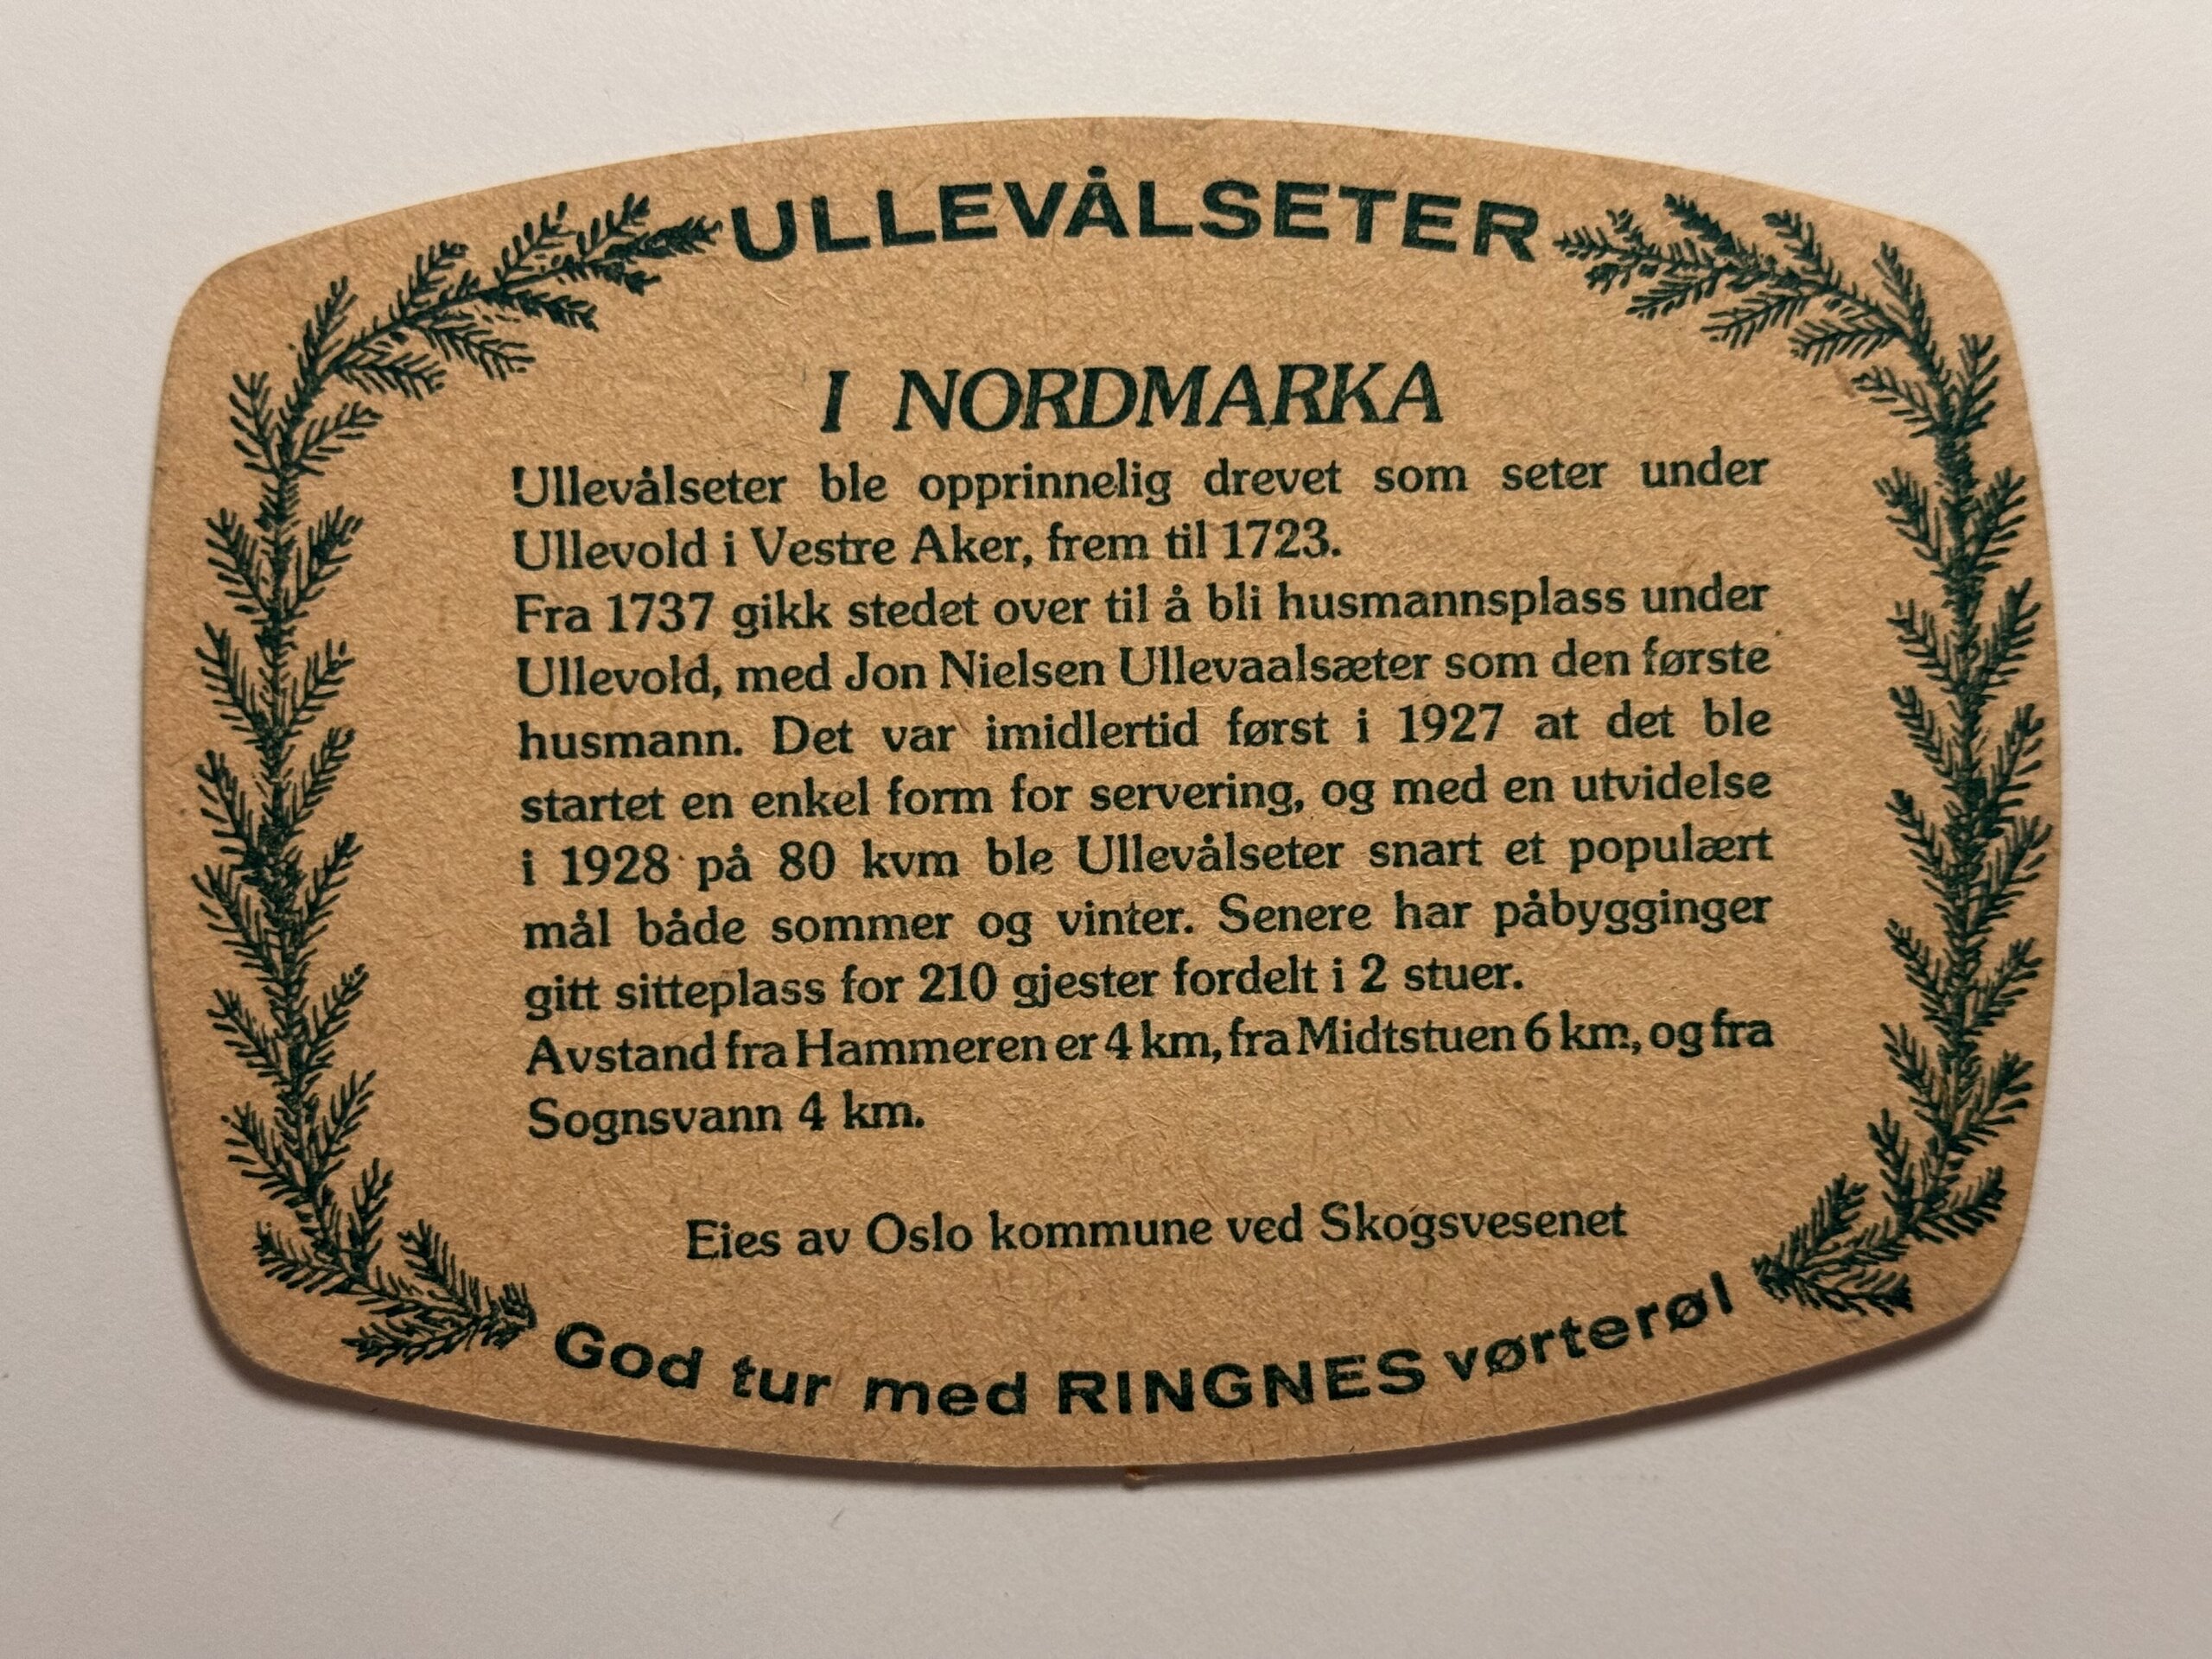 ULLEVÅLSETER
I NORDMARKA
Ullevålseter ble opprinnelig drevet som seter under
Ullevold i Vestre Aker, frem til 1723.
Fra 1737 gikk stedet over til å bli husmannsplass under
Ullevold, med Jon Nielsen Ullevaalsæter som den første
husmann. Det var imidlertid først i 1927 at det ble
startet en enkel form for servering, og med en utvidelse
i 1928 på 80 kvm ble Ullevålseter snart et populært
mål både sommer og vinter. Senere har påbygginger
gitt sitteplass for 210 gjester fordelt i 2 stuer.
Avstand fra Hammeren er 4 km, fra Midtstuen 6 km, og fra
Sognsvann 4 km.
Eies av Oslo kommune ved Skogsvesenet
God tur med RINGNES vørterøl